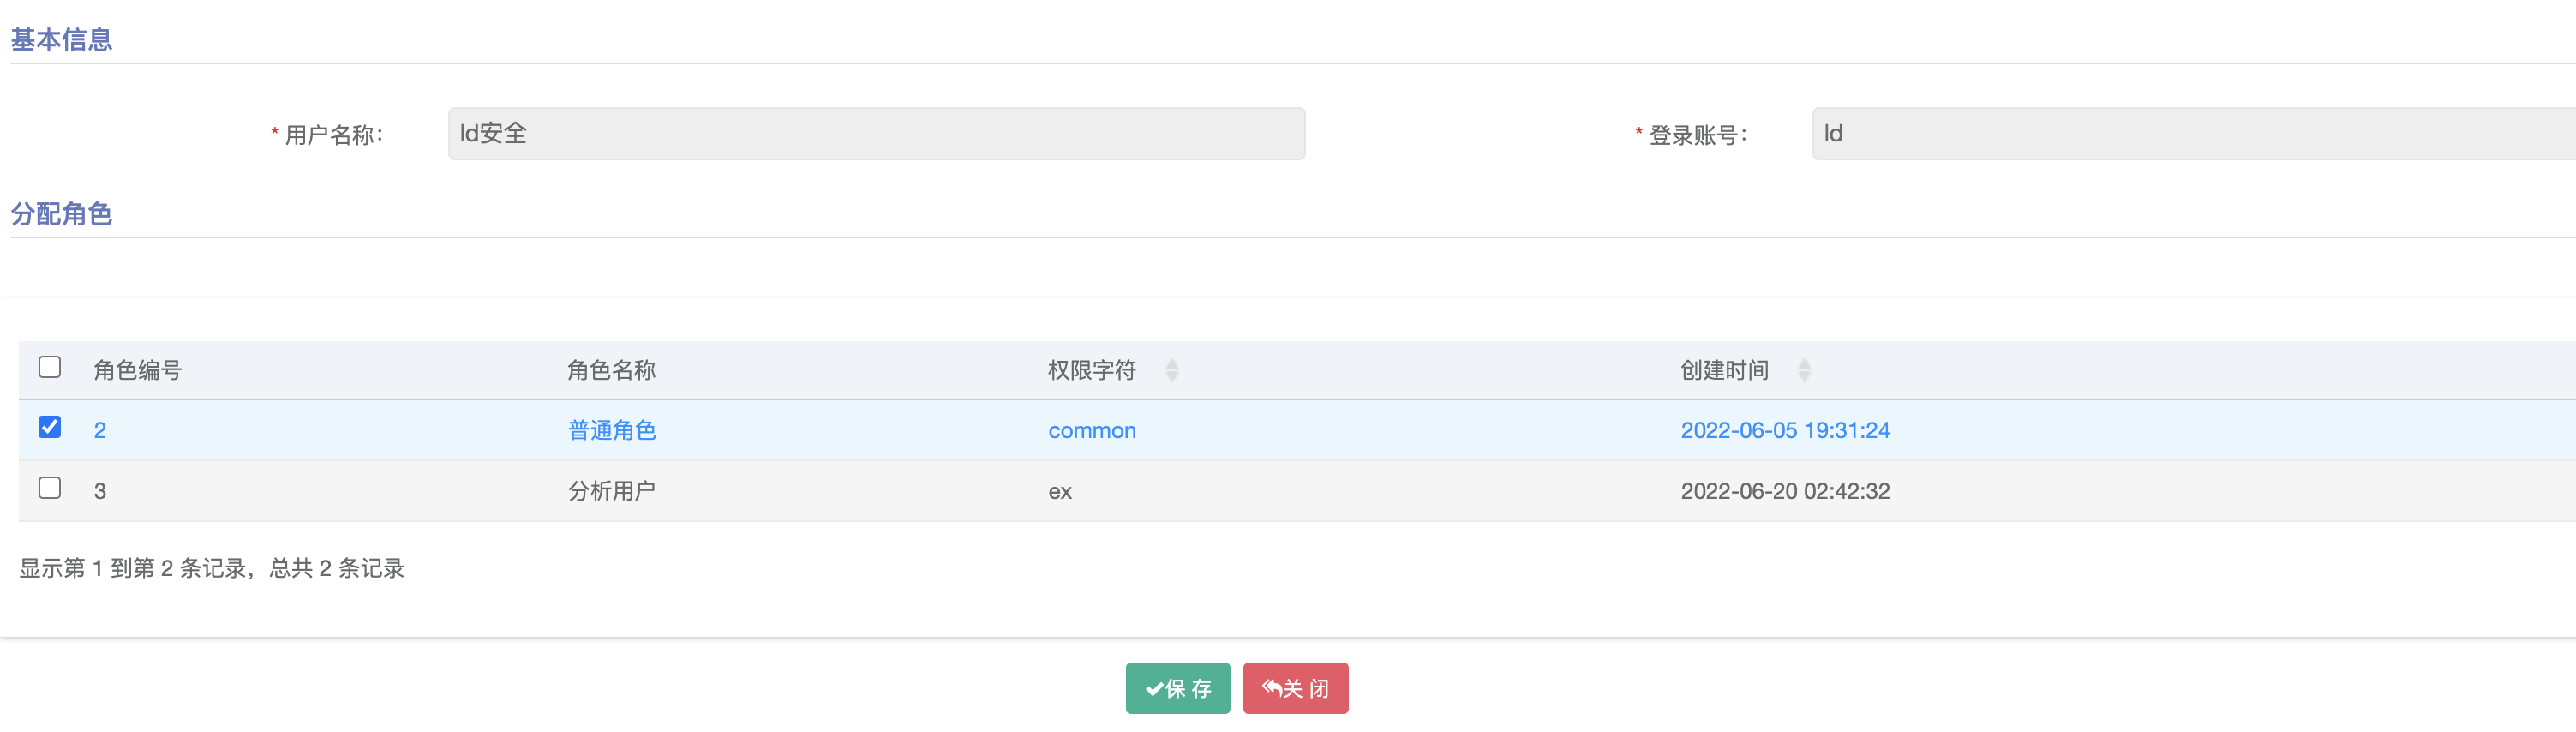 基本信息
* 用户名称： ld安全 * 登录账号： ld
分配角色
角色编号 角色名称 权限字符 创建时间
2 普通角色 common 2022-06-05 19:31:24
3 分析用户 ex 2022-06-20 02:42:32
显示第 1 到第 2 条记录，总共 2 条记录
保 存 关 闭